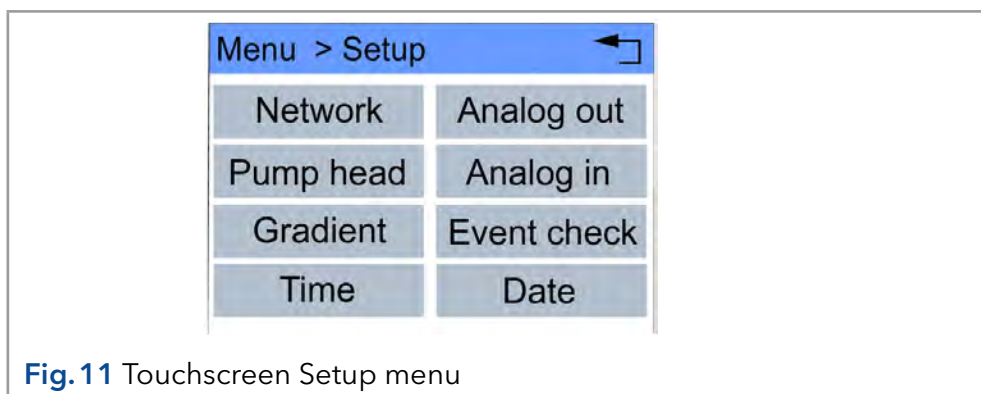 Menu > Setup
Network Analog out
Pump head Analog in
Gradient Event check
Time Date
Fig.11 Touchscreen Setup menu